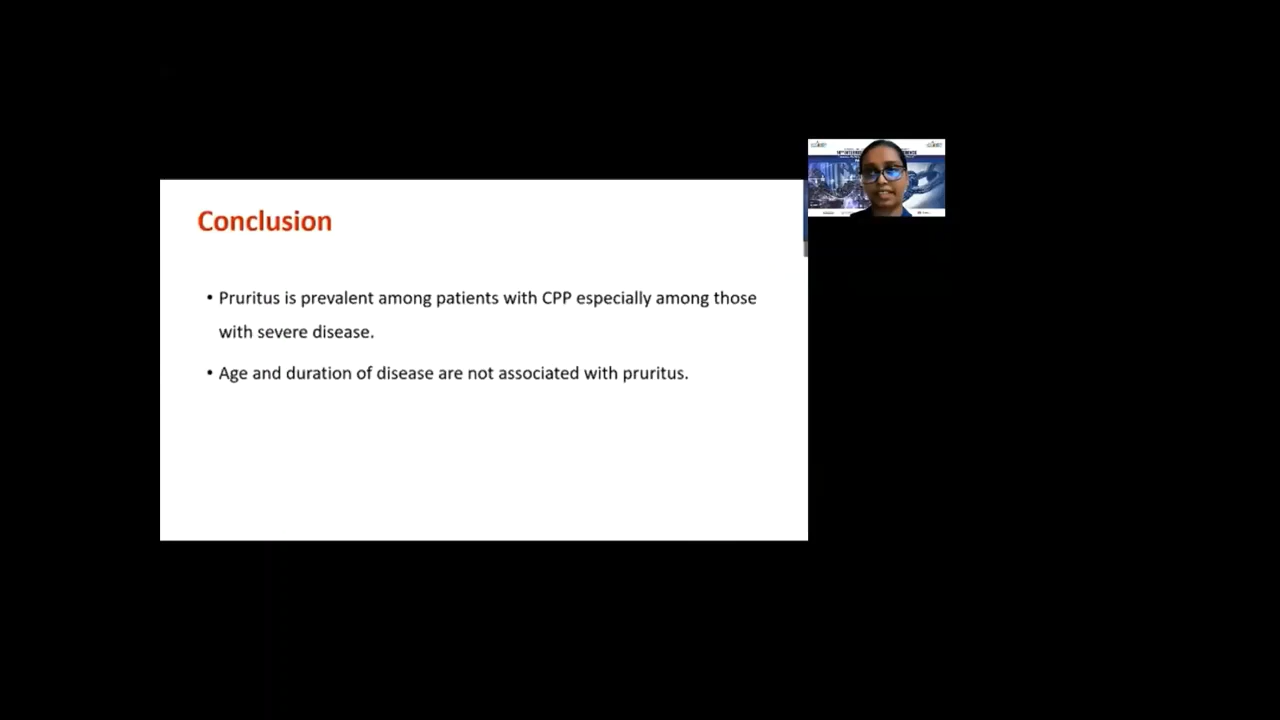 Conclusion
• Pruritus is prevalent among patients with CPP especially among those
with severe disease.
• Age and duration of disease are not associated with pruritus.